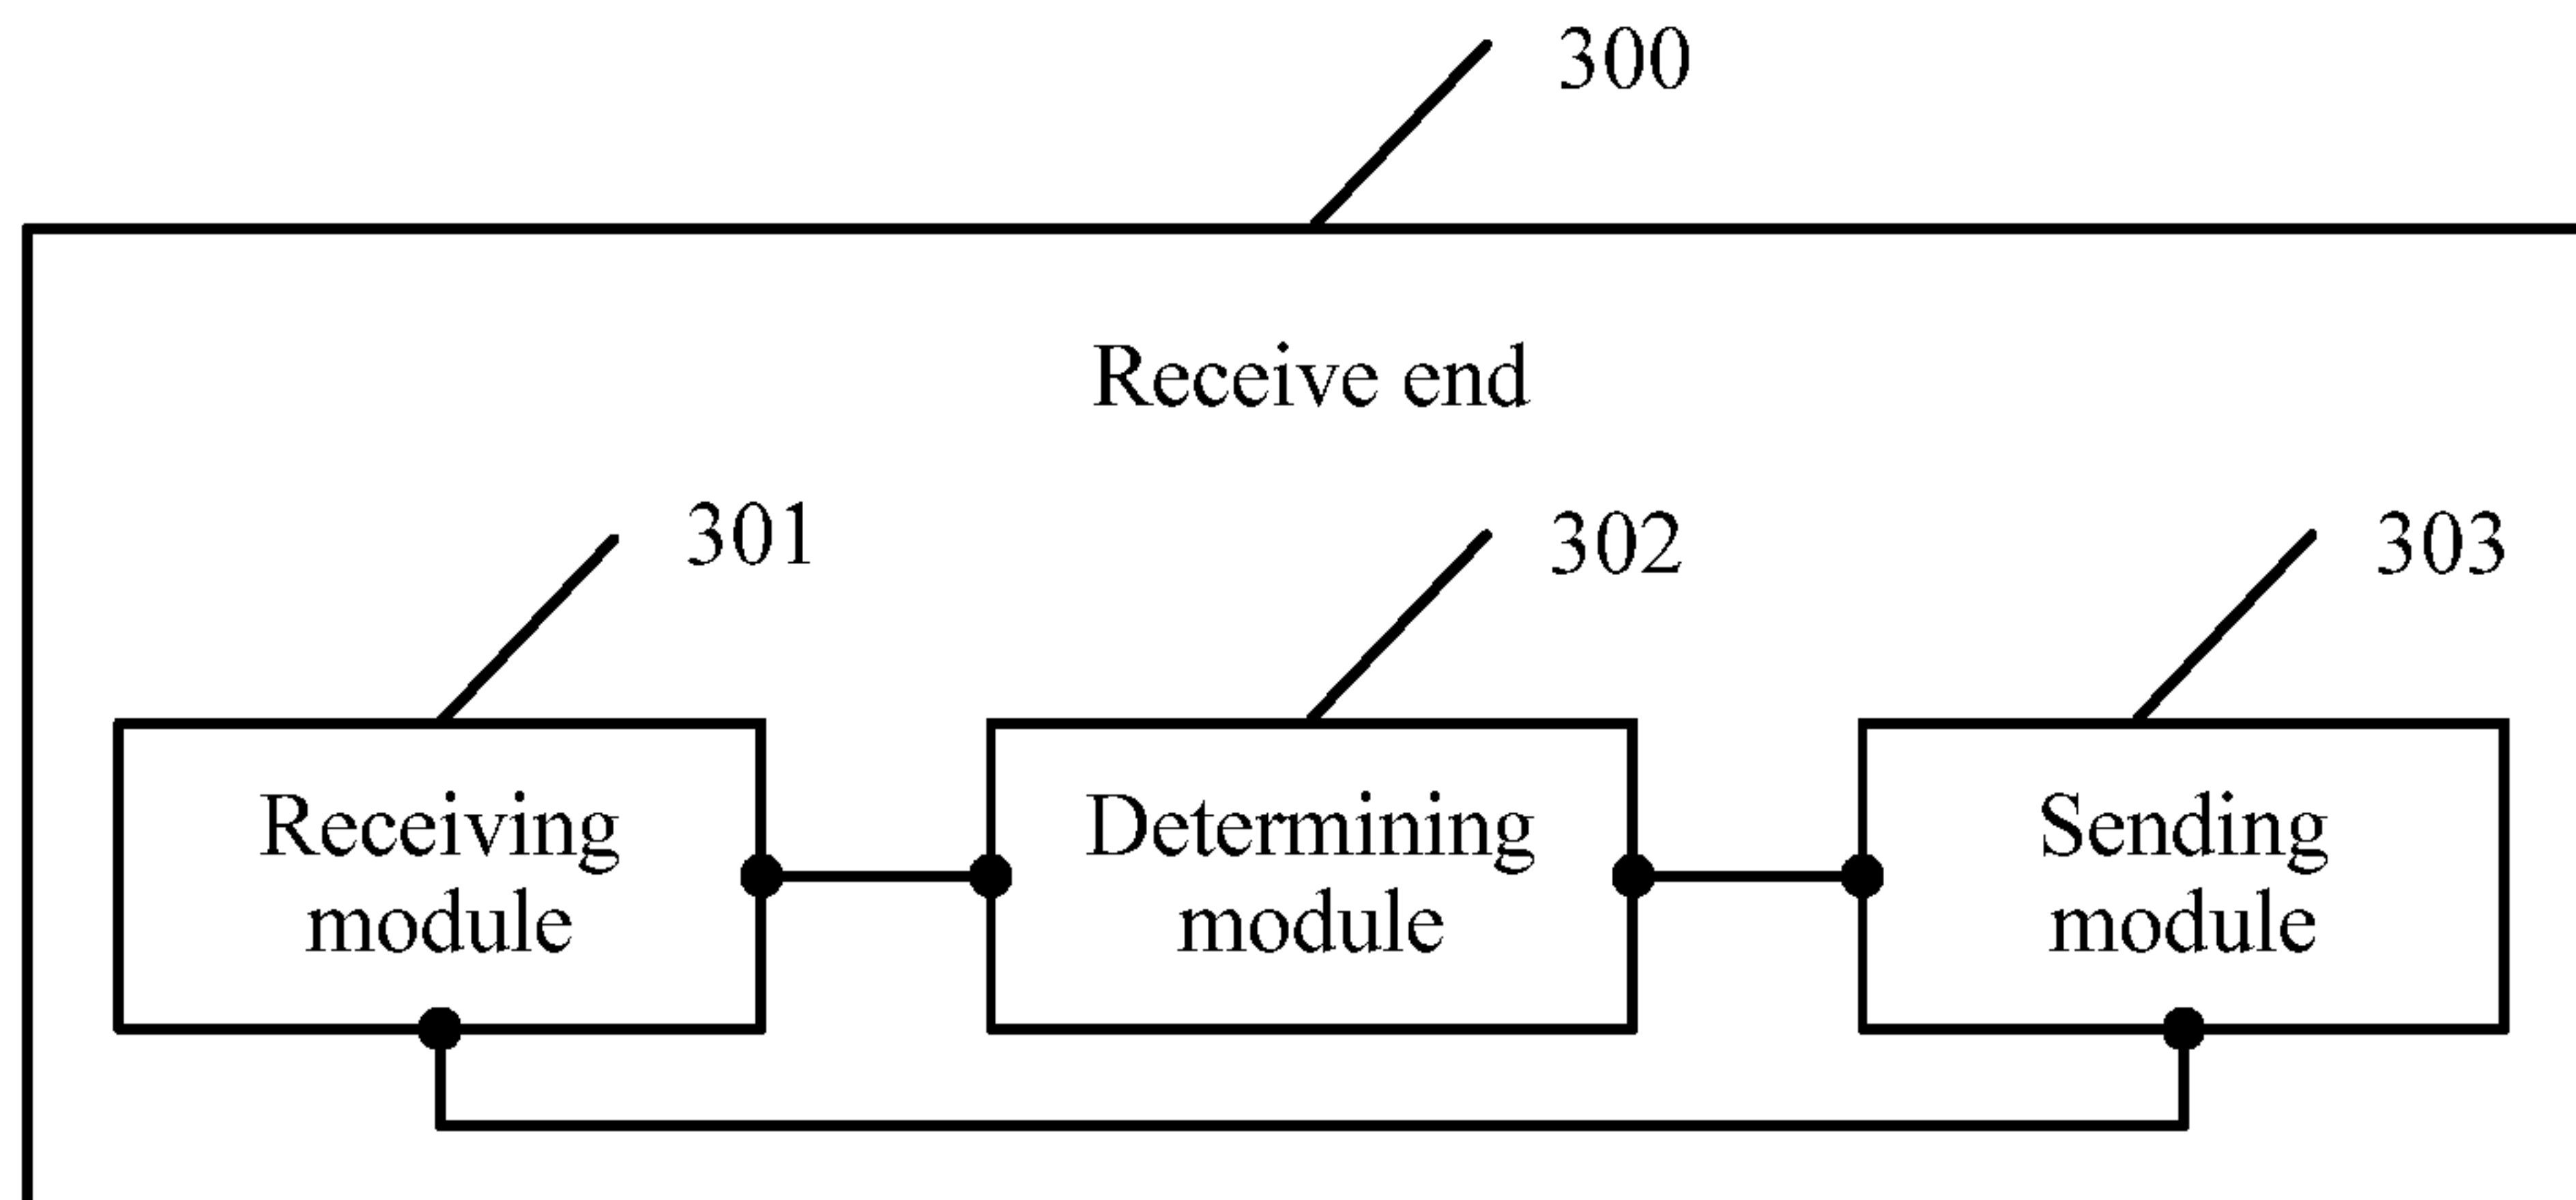 300
Receive end
301
302
303
Receiving
module
Determining
module
Sending
module